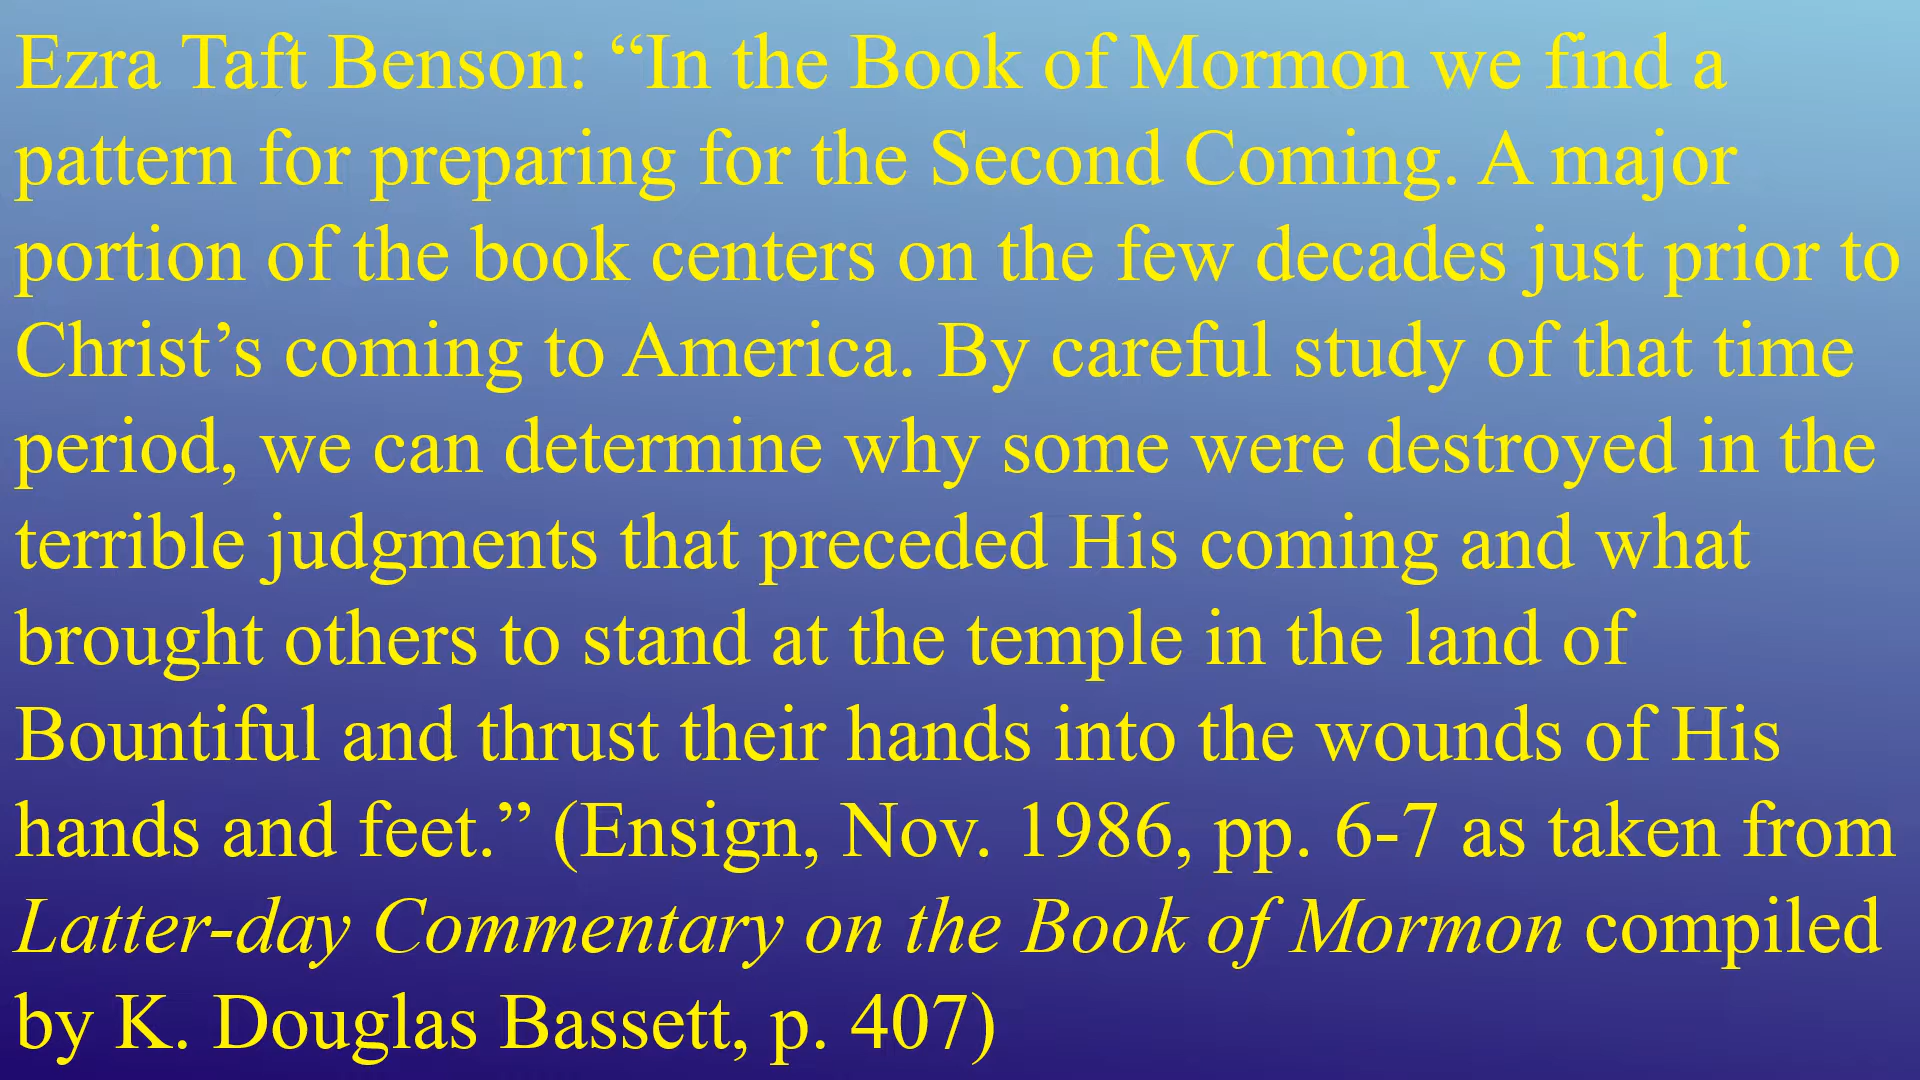 Ezra Taft Benson: “In the Book of Mormon we find a
pattern for preparing for the Second Coming. A major
portion of the book centers on the few decades just prior to
Christ’s coming to America. By careful study of that time
period, we can determine why some were destroyed in the
terrible judgments that preceded His coming and what
brought others to stand at the temple in the land of
Bountiful and thrust their hands into the wounds of His
hands and feet.” (Ensign, Nov. 1986, pp. 6-7 as taken from
Latter-day Commentary on the Book of Mormon compiled
by K. Douglas Bassett, p. 407)